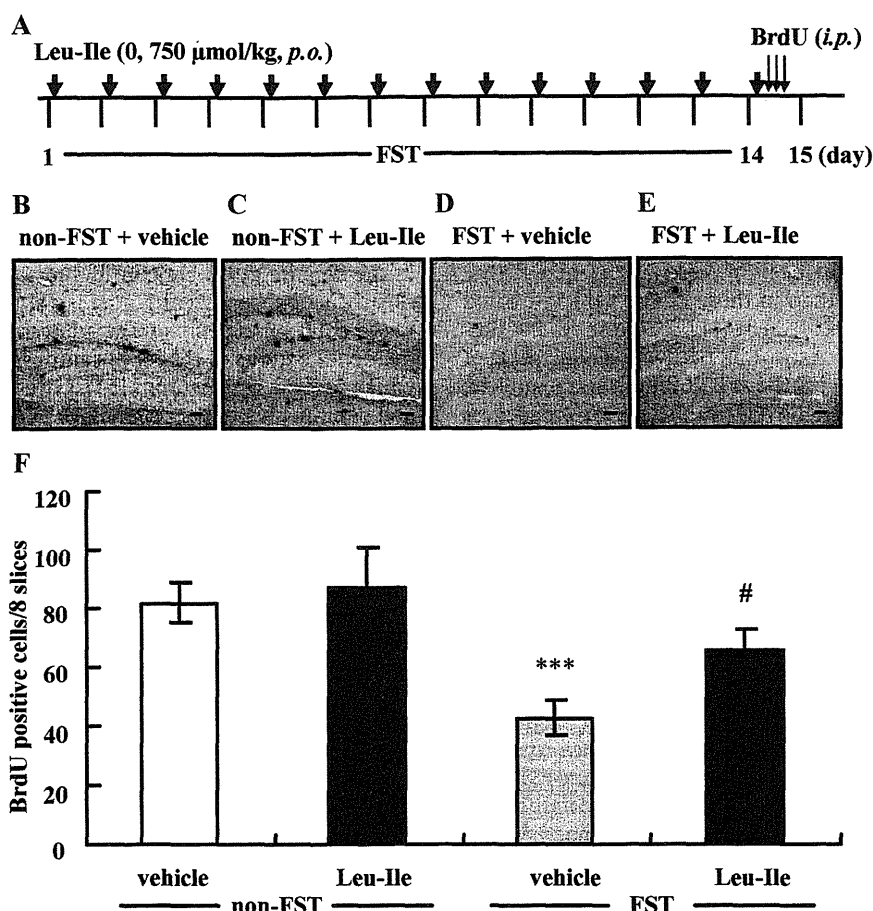 A
Leu-Ile (0, 750 μmol/kg, p.o.)
BrdU (i.p.)
1
FST
14
15 (day)
B
C
D
E
non-FST + vehicle
non-FST + Leu-Ile
FST + vehicle
FST + Leu-Ile
F
BrdU positive cells/8 slices
120
100
80
60
40
20
0
***
#
vehicle
Leu-Ile
vehicle
Leu-Ile
non-FST
FST